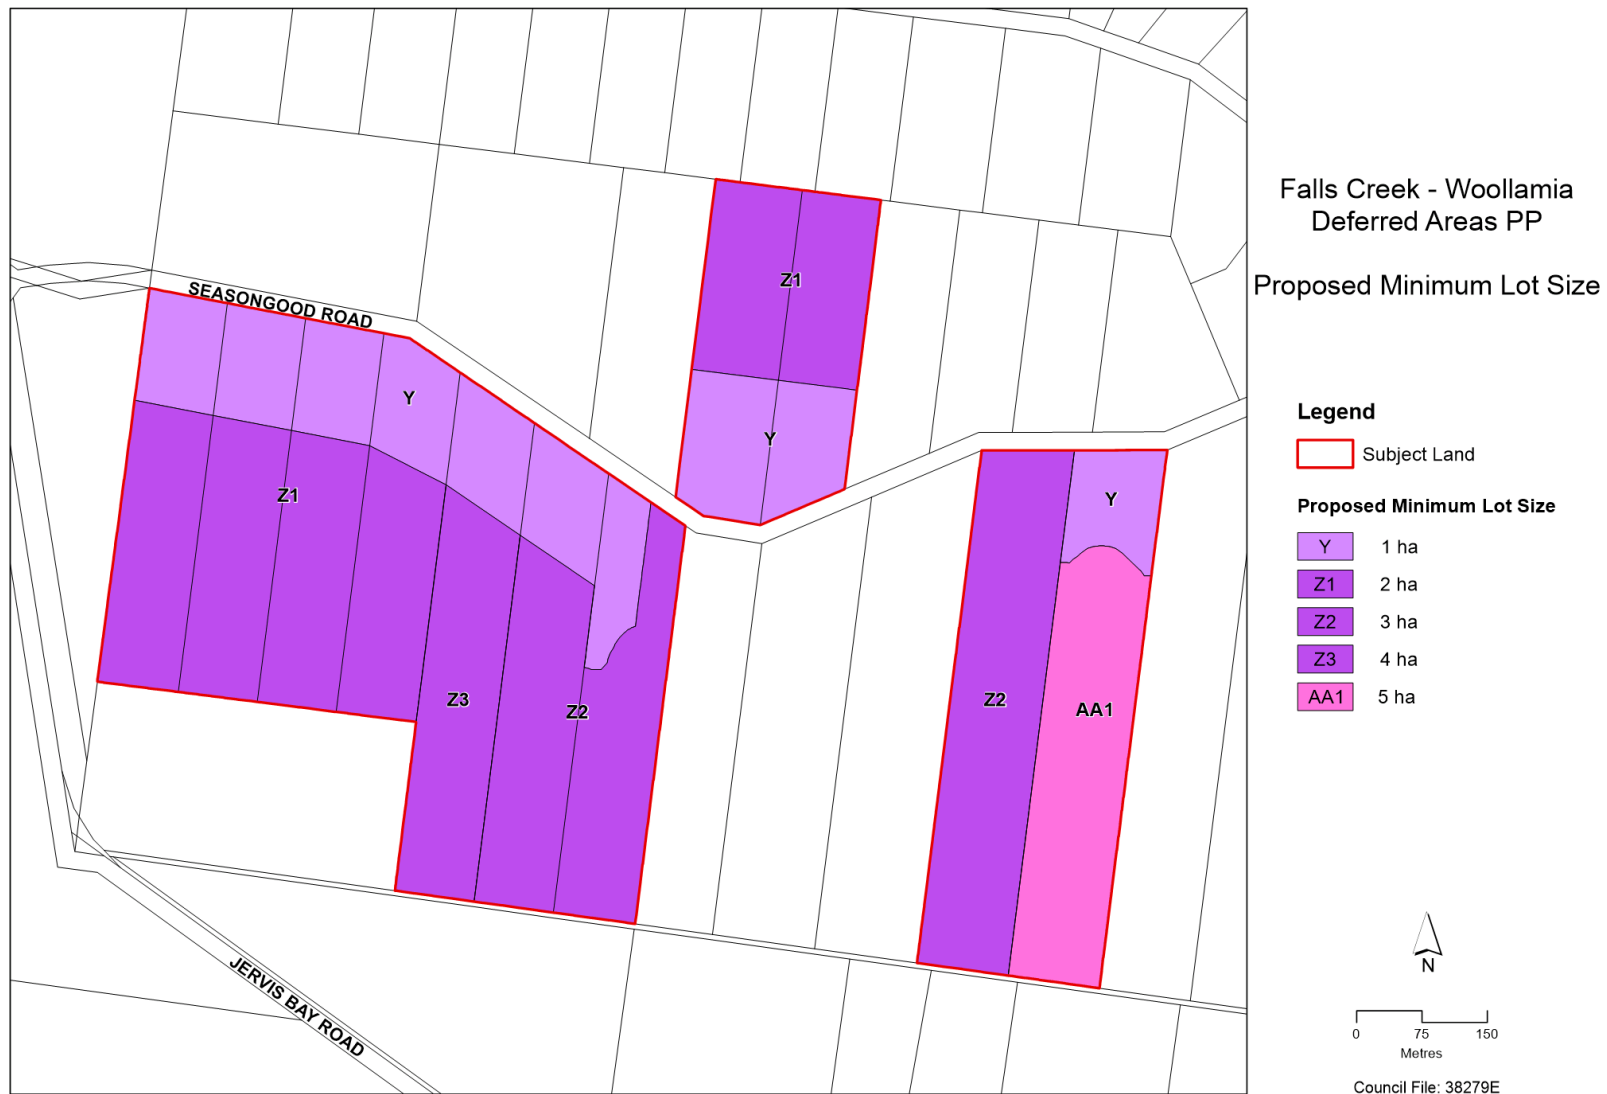 Falls Creek - Woollamia
Deferred Areas PP
Proposed Minimum Lot Size
SEASONGOOD ROAD
Z1
Y
Y
Z1
Y
Z3
Z2
Z2
AA1
JERVIS BAY ROAD
Legend
Subject Land
Proposed Minimum Lot Size
Y 1 ha
Z1 2 ha
Z2 3 ha
Z3 4 ha
AA1 5 ha
N
0 75 150
Metres
Council File: 38279E